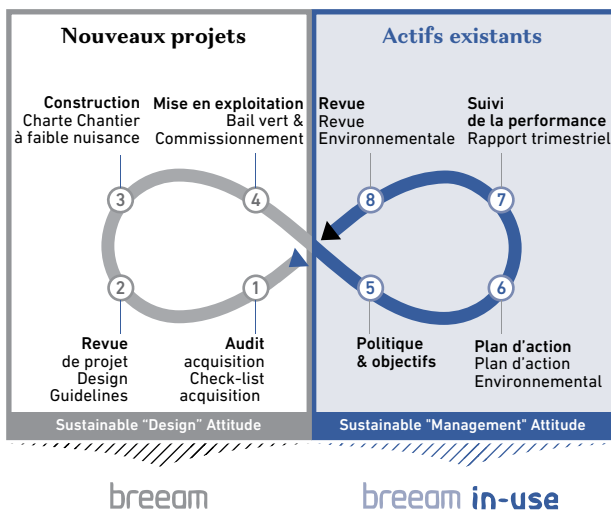 Nouveaux projets
Construction
Charte Chantier
à faible nuisance
Mise en exploitation
Bail vert &
Commissionnement
3
4
2
1
Revue
de projet
Design
Guidelines
Audit
acquisition
Check-list
acquisition
Sustainable “Design” Attitude
breeam
Actifs existants
Revue
Revue
Environnementale
Suivi
de la performance
Rapport trimestriel
8
7
5
6
Politique
& objectifs
Plan d’action
Plan d’action
Environnemental
Sustainable "Management" Attitude
breeam in-use